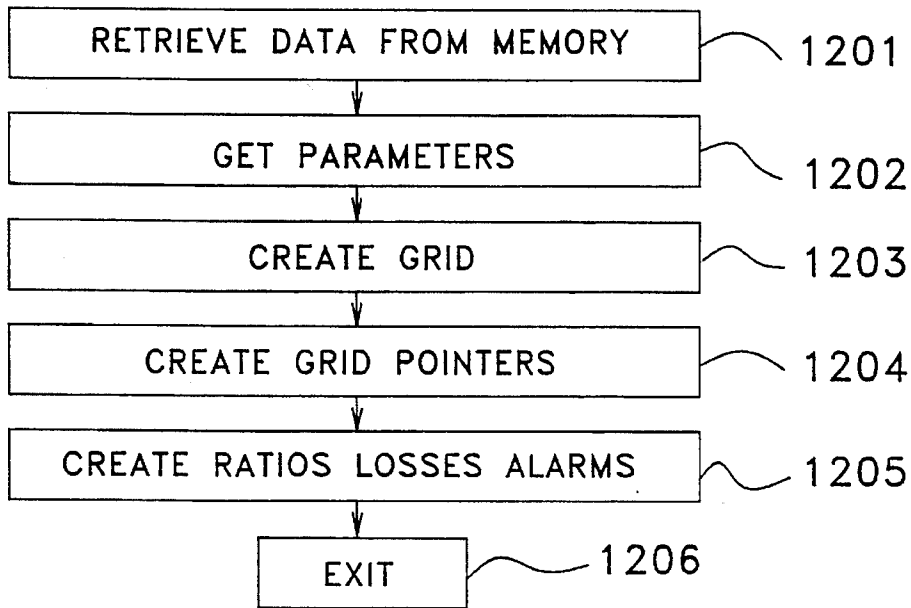 RETRIEVE DATA FROM MEMORY
1201
GET PARAMETERS
1202
CREATE GRID
1203
CREATE GRID POINTERS
1204
CREATE RATIOS LOSSES ALARMS
1205
EXIT
1206